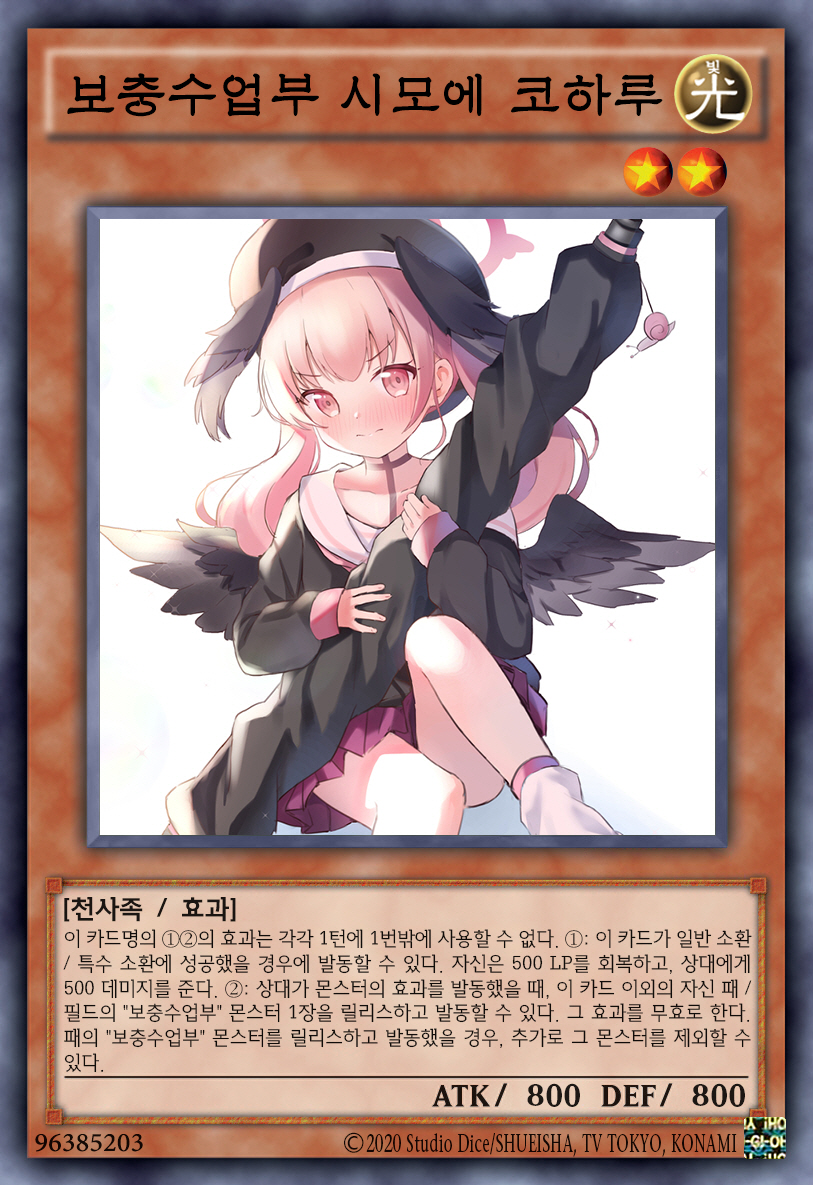 보충수업부 시모에 코하루
빛
光
[천사족 / 효과]
이 카드명의 ①②의 효과는 각각 1턴에 1번밖에 사용할 수 없다. ①: 이 카드가 일반 소환
/ 특수 소환에 성공했을 경우에 발동할 수 있다. 자신은 500 LP를 회복하고, 상대에게
500 데미지를 준다. ②: 상대가 몬스터의 효과를 발동했을 때, 이 카드 이외의 자신 패 /
필드의 "보충수업부" 몬스터 1장을 릴리스하고 발동할 수 있다. 그 효과를 무효로 한다.
패의 "보충수업부" 몬스터를 릴리스하고 발동했을 경우, 추가로 그 몬스터를 제외할 수
있다.
ATK/ 800 DEF/ 800
96385203
©2020 Studio Dice/SHUEISHA, TV TOKYO, KONAMI